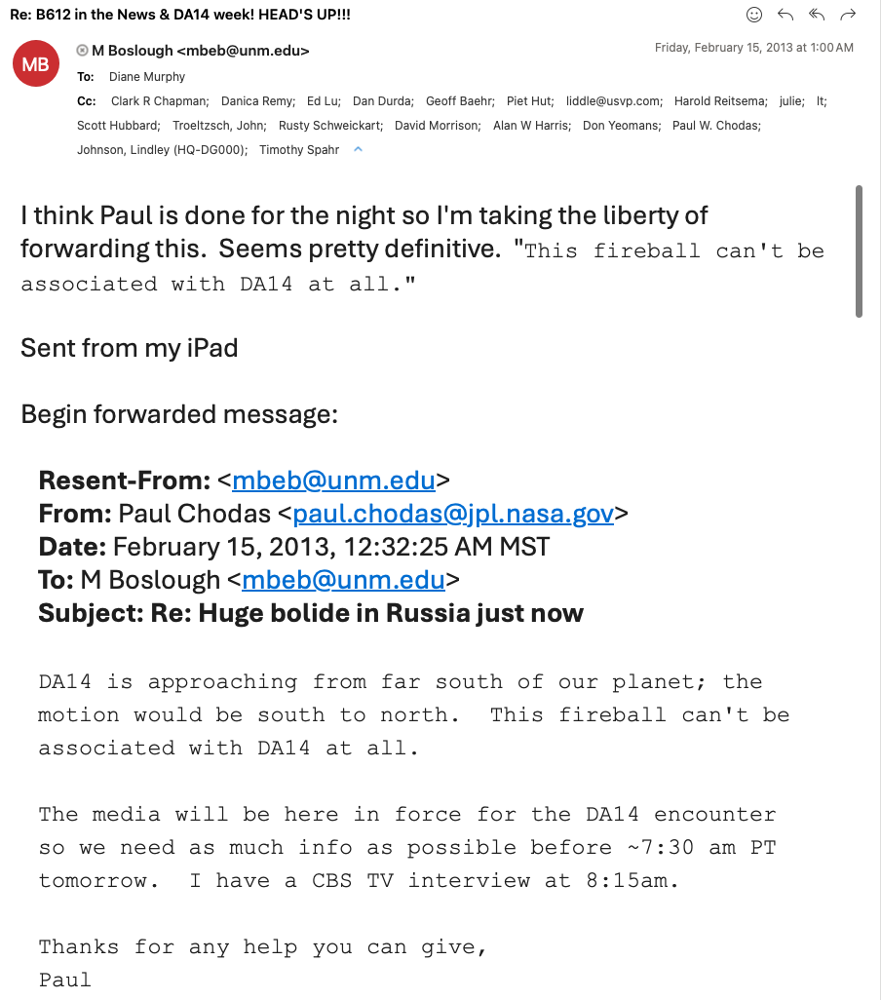 Re: B612 in the News & DA14 week! HEAD'S UP!!!
MB
M Boslough <mbeb@unm.edu>
Friday, February 15, 2013 at 1:00 AM
To: Diane Murphy
Cc: Clark R Chapman; Danica Remy; Ed Lu; Dan Durda; Geoff Baehr; Piet Hut; liddle@usvp.com; Harold Reitsema; julie; lt;
Scott Hubbard; Troeltzsch, John; Rusty Schweickart; David Morrison; Alan W Harris; Don Yeomans; Paul W. Chodas;
Johnson, Lindley (HQ-DG000); Timothy Spahr
I think Paul is done for the night so I'm taking the liberty of
forwarding this. Seems pretty definitive. "This fireball can't be
associated with DA14 at all."
Sent from my iPad
Begin forwarded message:
Resent-From: <mbeb@unm.edu>
From: Paul Chodas <paul.chodas@jpl.nasa.gov>
Date: February 15, 2013, 12:32:25 AM MST
To: M Boslough <mbeb@unm.edu>
Subject: Re: Huge bolide in Russia just now
DA14 is approaching from far south of our planet; the
motion would be south to north. This fireball can't be
associated with DA14 at all.
The media will be here in force for the DA14 encounter
so we need as much info as possible before ~7:30 am PT
tomorrow. I have a CBS TV interview at 8:15am.
Thanks for any help you can give,
Paul